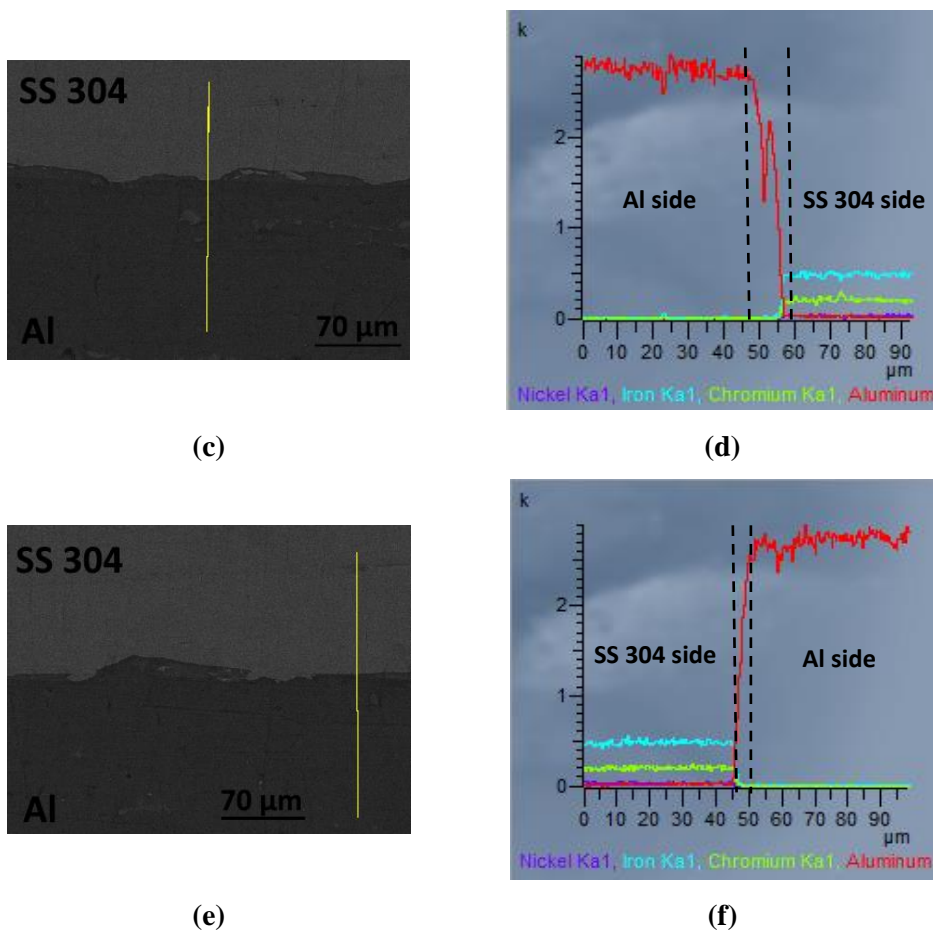 SS 304
Al
70 µm
(c)
k
2
1
0
Al side
SS 304 side
0 10 20 30 40 50 60 70 80 90
µm
Nickel Ka1, Iron Ka1, Chromium Ka1, Aluminum
(d)
SS 304
Al
70 µm
(e)
k
2
1
0
SS 304 side
Al side
0 10 20 30 40 50 60 70 80 90
µm
Nickel Ka1, Iron Ka1, Chromium Ka1, Aluminum
(f)